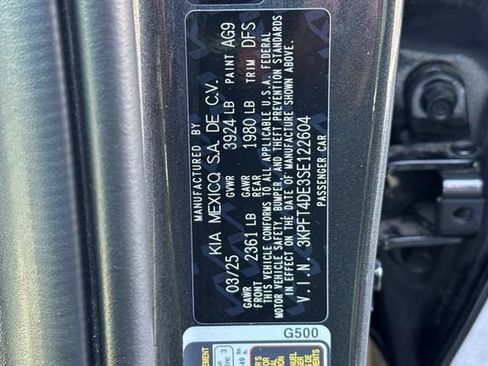 MANUFACTURED BY
KIA MEXICO, S.A. DE C.V.
03/25 GVWR 3924 LB PAINT AG9
GAWR FRONT 2361 LB GAWR REAR 1980 LB TRIM DFS
THIS VEHICLE CONFORMS TO ALL APPLICABLE U.S.A. FEDERAL
MOTOR VEHICLE SAFETY, BUMPER, AND THEFT PREVENTION STANDARDS
IN EFFECT ON THE DATE OF MANUFACTURE SHOWN ABOVE.
V.I.N. 3KPFT4DE3SE122604
PASSENGER CAR
G500